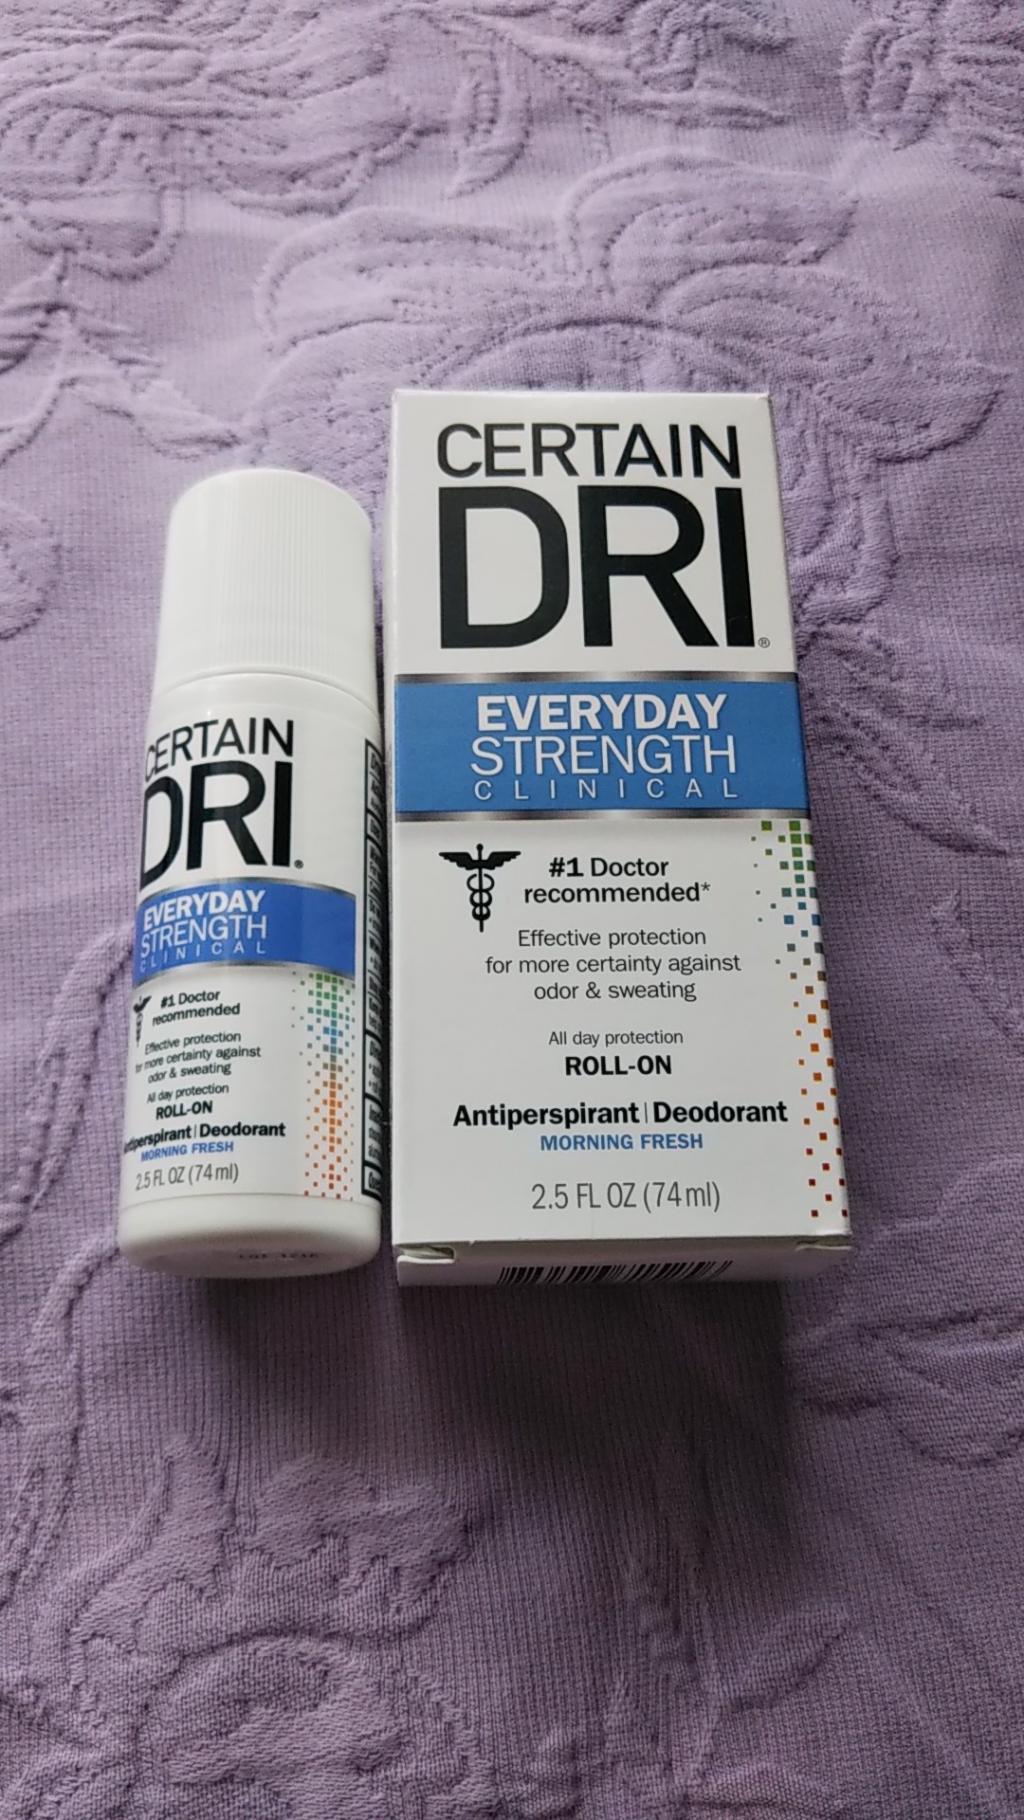 CERTAIN
DRI®
EVERYDAY
STRENGTH
CLINICAL
#1 Doctor
recommended
Effective protection
for more certainty against
odor & sweating
All day protection
ROLL-ON
Antiperspirant | Deodorant
MORNING FRESH
2.5 FL OZ (74 ml)
CERTAIN
DRI®
EVERYDAY
STRENGTH
CLINICAL
#1 Doctor
recommended*
Effective protection
for more certainty against
odor & sweating
All day protection
ROLL-ON
Antiperspirant | Deodorant
MORNING FRESH
2.5 FL OZ (74 ml)